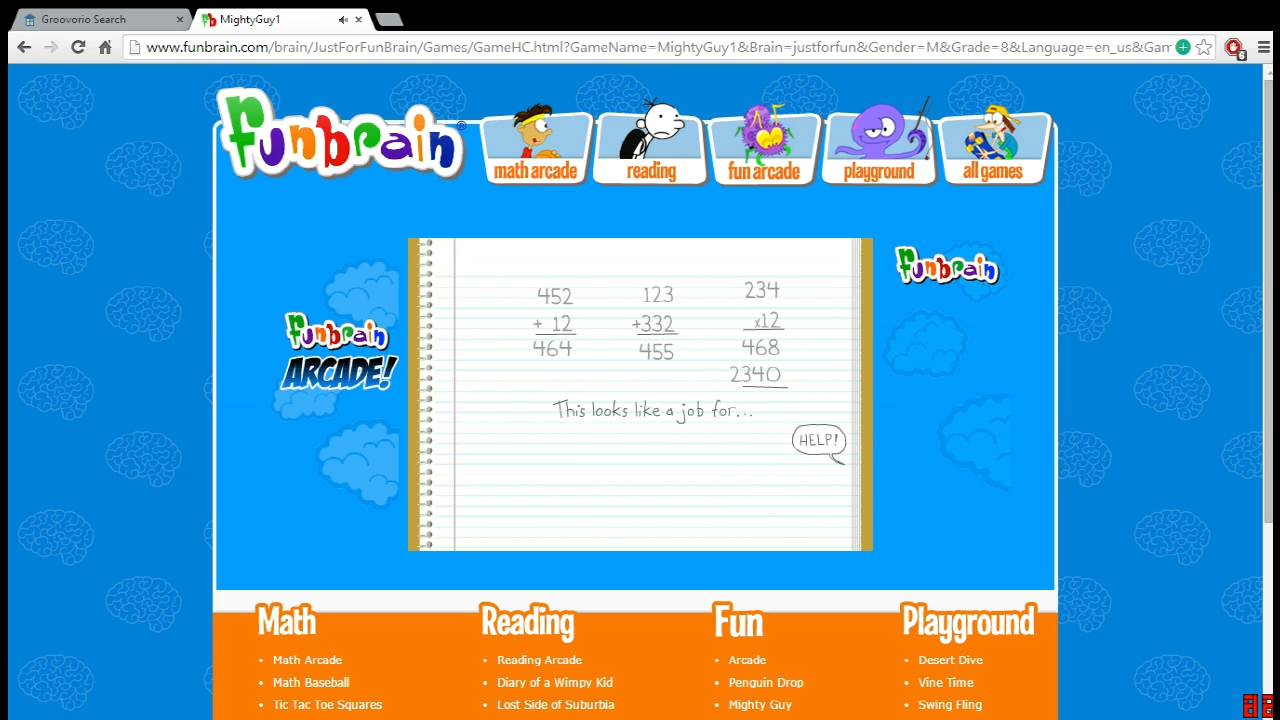 Groovorio Search
MightyGuy1
www.funbrain.com/brain/JustForFunBrain/Games/GameHC.html?GameName=MightyGuy1&Brain=justforfun&Gender=M&Grade=8&Language=en_us&Gam
6
funbrain®
math arcade
reading
fun arcade
playground
all games
Funbrain
Funbrain
ARCADE!
452 123 234
+ 12 +332 x12
464 455 468
2340
This looks like a job for...
HELP!
Math Reading Fun Playground
• Math Arcade • Reading Arcade • Arcade • Desert Dive
• Math Baseball • Diary of a Wimpy Kid • Penguin Drop • Vine Time
• Tic Tac Toe Squares • Lost Side of Suburbia • Mighty Guy • Swing Fling